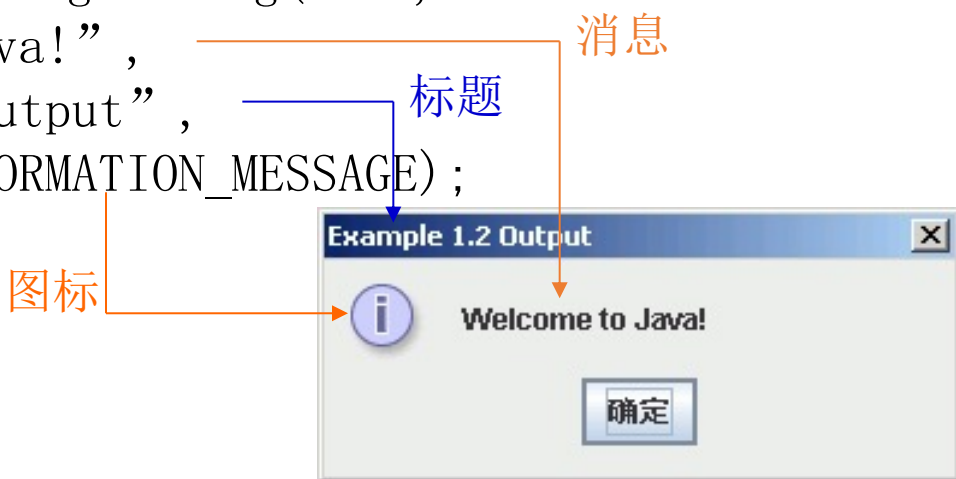 消息
va!”,
标题
utput”,
ORMATION_MESSAGE);
Example 1.2 Output
图标
i
Welcome to Java!
确定